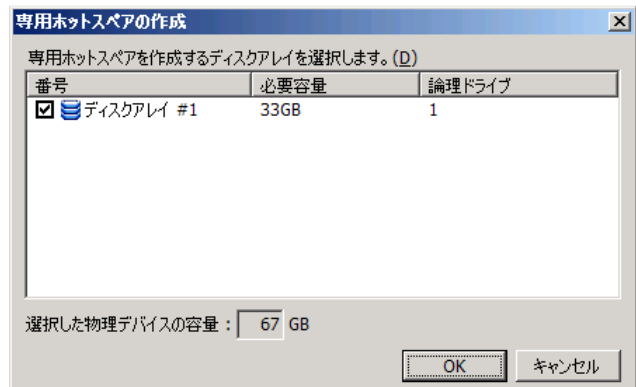 専用ホットスペアの作成
専用ホットスペアを作成するディスクアレイを選択します。(D)
番号 必要容量 論理ドライブ
ディスクアレイ #1 33GB 1
選択した物理デバイスの容量: 67 GB
OK キャンセル